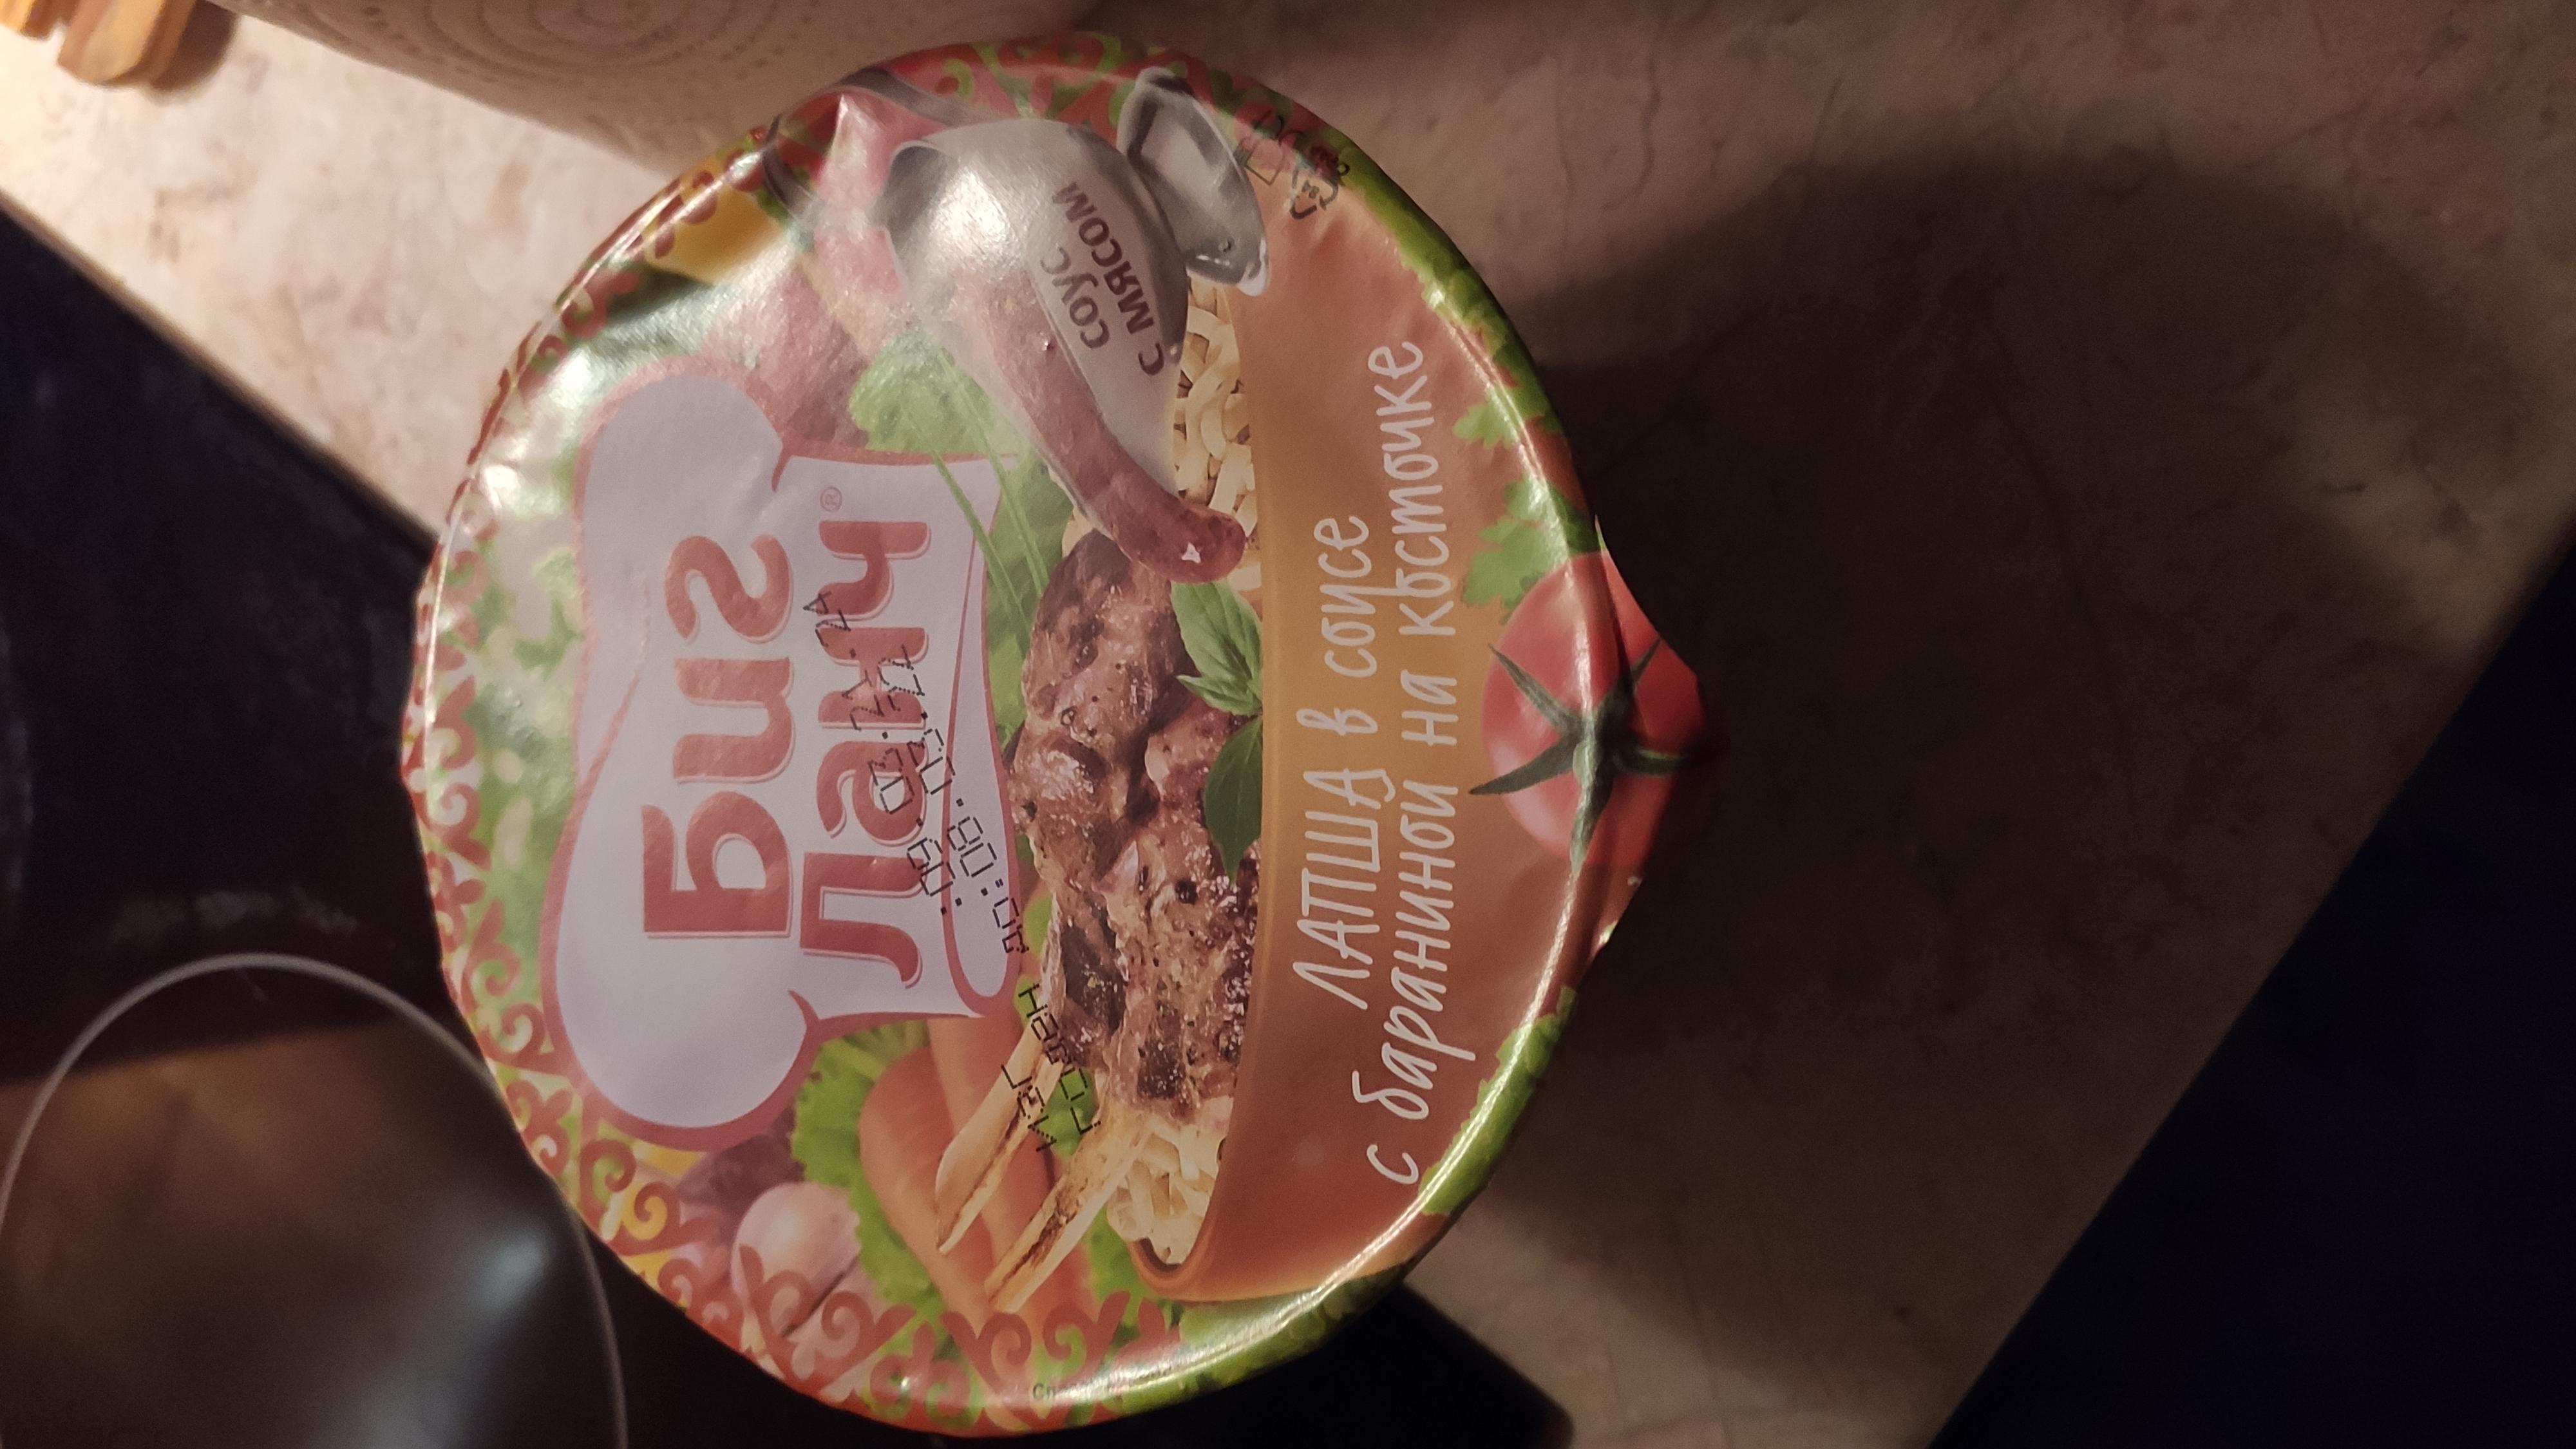 Биг
Ланч®
соус
с мясом
ЛАПША в соусе
с бараниной на косточке